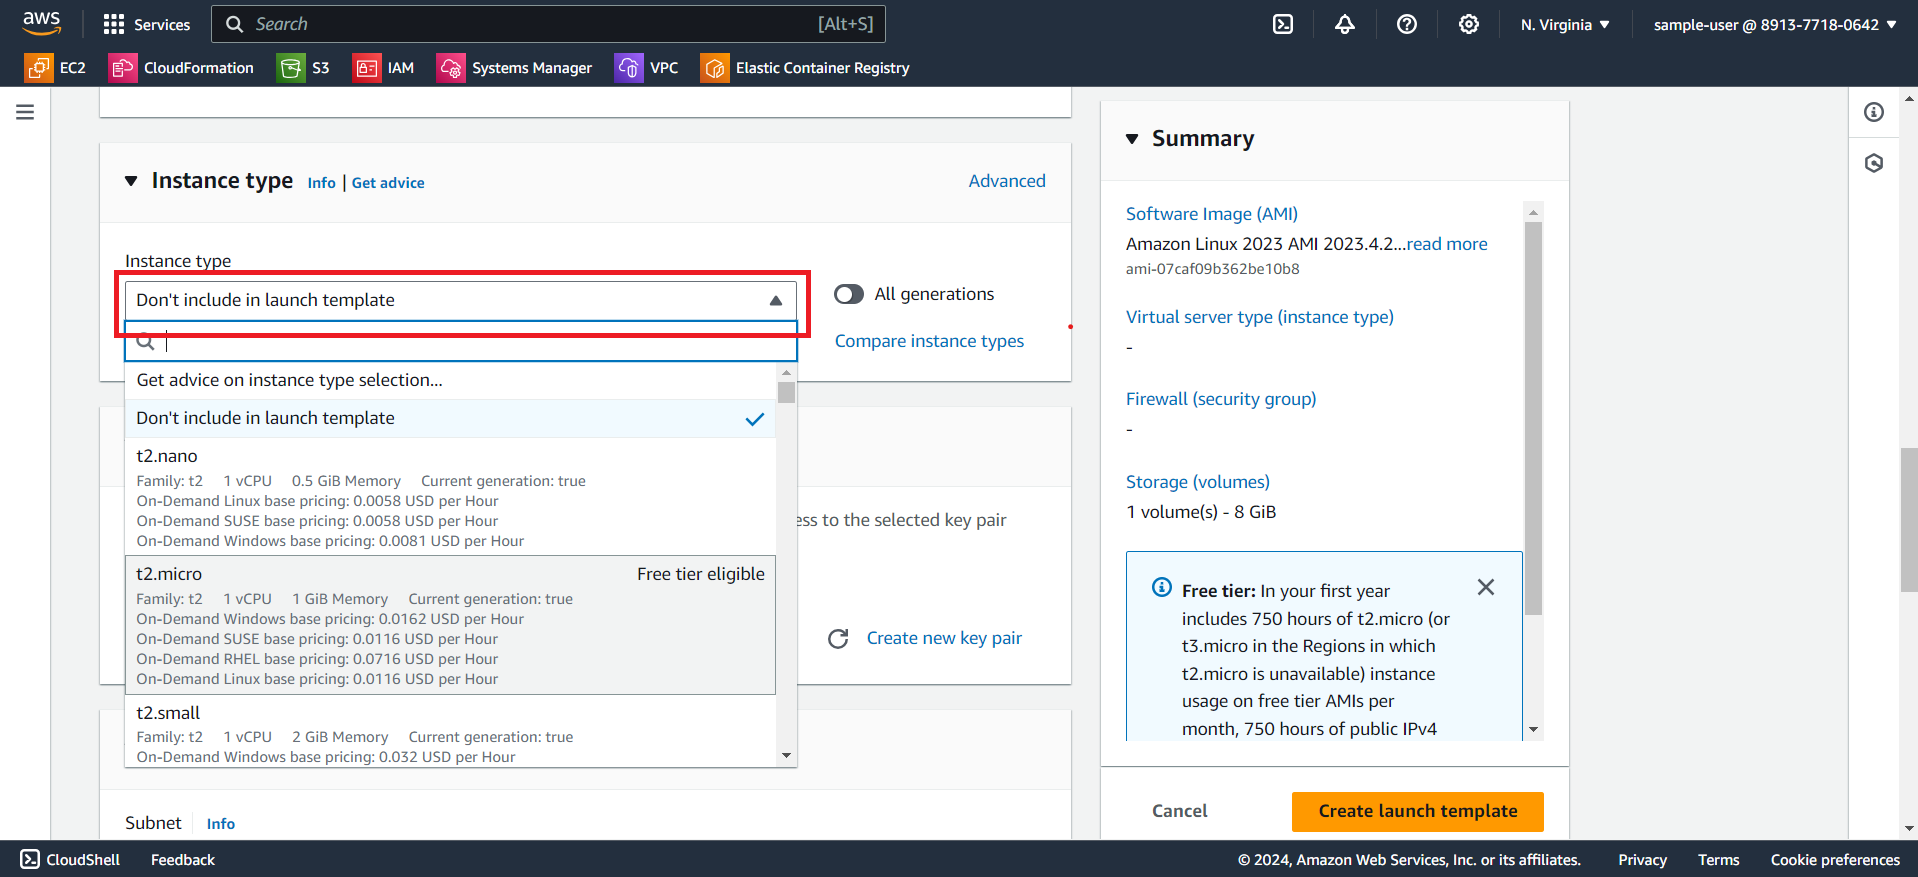 aws
Services
Search
[Alt+S]
N. Virginia
sample-user @ 8913-7718-0642
EC2
CloudFormation
S3
IAM
Systems Manager
VPC
Elastic Container Registry
Instance type
Info
Get advice
Advanced
Instance type
Don't include in launch template
All generations
Compare instance types
Get advice on instance type selection...
Don't include in launch template
t2.nano
Family: t2 1 vCPU 0.5 GiB Memory Current generation: true
On-Demand Linux base pricing: 0.0058 USD per Hour
On-Demand SUSE base pricing: 0.0058 USD per Hour
On-Demand Windows base pricing: 0.0081 USD per Hour
ess to the selected key pair
t2.micro
Free tier eligible
Family: t2 1 vCPU 1 GiB Memory Current generation: true
On-Demand Windows base pricing: 0.0162 USD per Hour
On-Demand SUSE base pricing: 0.0116 USD per Hour
On-Demand RHEL base pricing: 0.0716 USD per Hour
On-Demand Linux base pricing: 0.0116 USD per Hour
Create new key pair
t2.small
Family: t2 1 vCPU 2 GiB Memory Current generation: true
On-Demand Windows base pricing: 0.032 USD per Hour
Subnet
Info
Summary
Software Image (AMI)
Amazon Linux 2023 AMI 2023.4.2...read more
ami-07caf09b362be10b8
Virtual server type (instance type)
-
Firewall (security group)
-
Storage (volumes)
1 volume(s) - 8 GiB
Free tier: In your first year
includes 750 hours of t2.micro (or
t3.micro in the Regions in which
t2.micro is unavailable) instance
usage on free tier AMIs per
month, 750 hours of public IPv4
Cancel
Create launch template
CloudShell
Feedback
© 2024, Amazon Web Services, Inc. or its affiliates.
Privacy
Terms
Cookie preferences